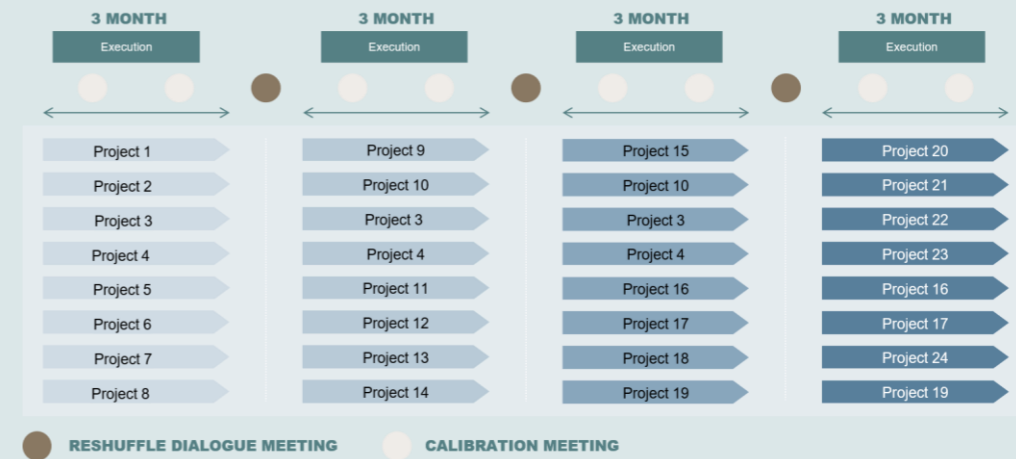 3 MONTH
3 MONTH
3 MONTH
3 MONTH
Execution
Execution
Execution
Execution
Project 1
Project 2
Project 3
Project 4
Project 5
Project 6
Project 7
Project 8
Project 9
Project 10
Project 3
Project 4
Project 11
Project 12
Project 13
Project 14
Project 15
Project 10
Project 3
Project 4
Project 16
Project 17
Project 18
Project 19
Project 20
Project 21
Project 22
Project 23
Project 16
Project 17
Project 24
Project 19
RESHUFFLE DIALOGUE MEETING
CALIBRATION MEETING